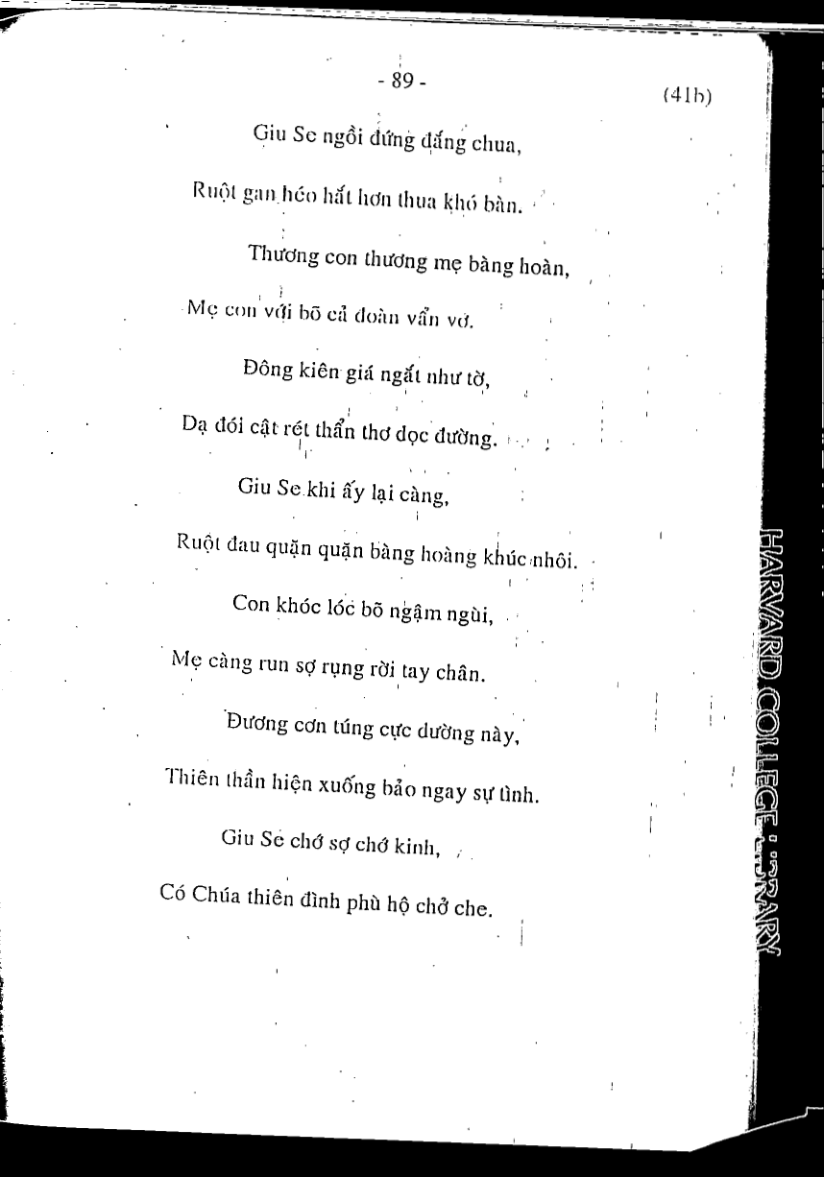 - 89 -
(41b)
Giu Se ngồi đứng đắng chua,
Ruột gan héo hắt hơn thua khó bàn.
Thương con thương mẹ bàng hoàn,
Mẹ con với bõ cả đoàn vẩn vơ.
Đông kiên giá ngắt như tờ,
Dạ đói cật rét thẩn thơ dọc đường.
Giu Se khi ấy lại càng,
Ruột đau quặn quặn bàng hoàng khúc nhôi.
Con khóc lóc bõ ngậm ngùi,
Mẹ càng run sợ rụng rời tay chân.
Đương cơn túng cực dường này,
Thiên thần hiện xuống bảo ngay sự tình.
Giu Se chớ sợ chớ kinh,
Có Chúa thiên đình phù hộ chở che.
HARVARD COLLEGE LIBRARY